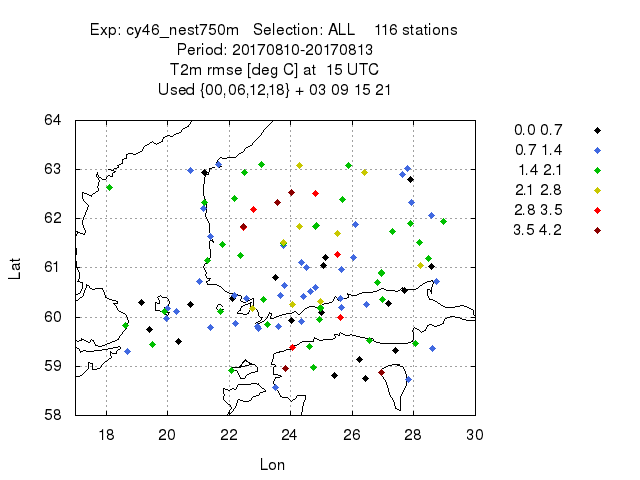 Exp: cy46_nest750m Selection: ALL 116 stations
Period: 20170810-20170813
T2m rmse [deg C] at 15 UTC
Used {00,06,12,18} + 03 09 15 21
64
63
62
61
60
59
58
Lat
18 20 22 24 26 28 30
Lon
0.0 0.7
0.7 1.4
1.4 2.1
2.1 2.8
2.8 3.5
3.5 4.2